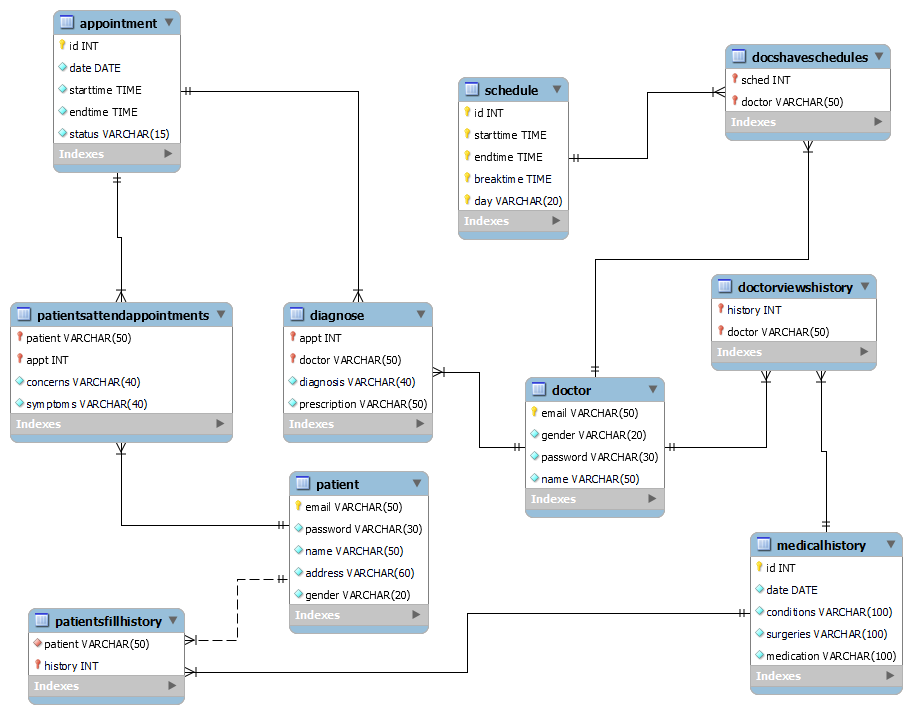 appointment
id INT
date DATE
starttime TIME
endtime TIME
status VARCHAR(15)
Indexes
schedule
id INT
starttime TIME
endtime TIME
breaktime TIME
day VARCHAR(20)
Indexes
docshaveschedules
sched INT
doctor VARCHAR(50)
Indexes
patientsattendappointments
patient VARCHAR(50)
appt INT
concerns VARCHAR(40)
symptoms VARCHAR(40)
Indexes
diagnose
appt INT
doctor VARCHAR(50)
diagnosis VARCHAR(40)
prescription VARCHAR(50)
Indexes
doctorviewshistory
history INT
doctor VARCHAR(50)
Indexes
doctor
email VARCHAR(50)
gender VARCHAR(20)
password VARCHAR(30)
name VARCHAR(50)
Indexes
patient
email VARCHAR(50)
password VARCHAR(30)
name VARCHAR(50)
address VARCHAR(60)
gender VARCHAR(20)
Indexes
medicalhistory
id INT
date DATE
conditions VARCHAR(100)
surgeries VARCHAR(100)
medication VARCHAR(100)
Indexes
patientsfillhistory
patient VARCHAR(50)
history INT
Indexes